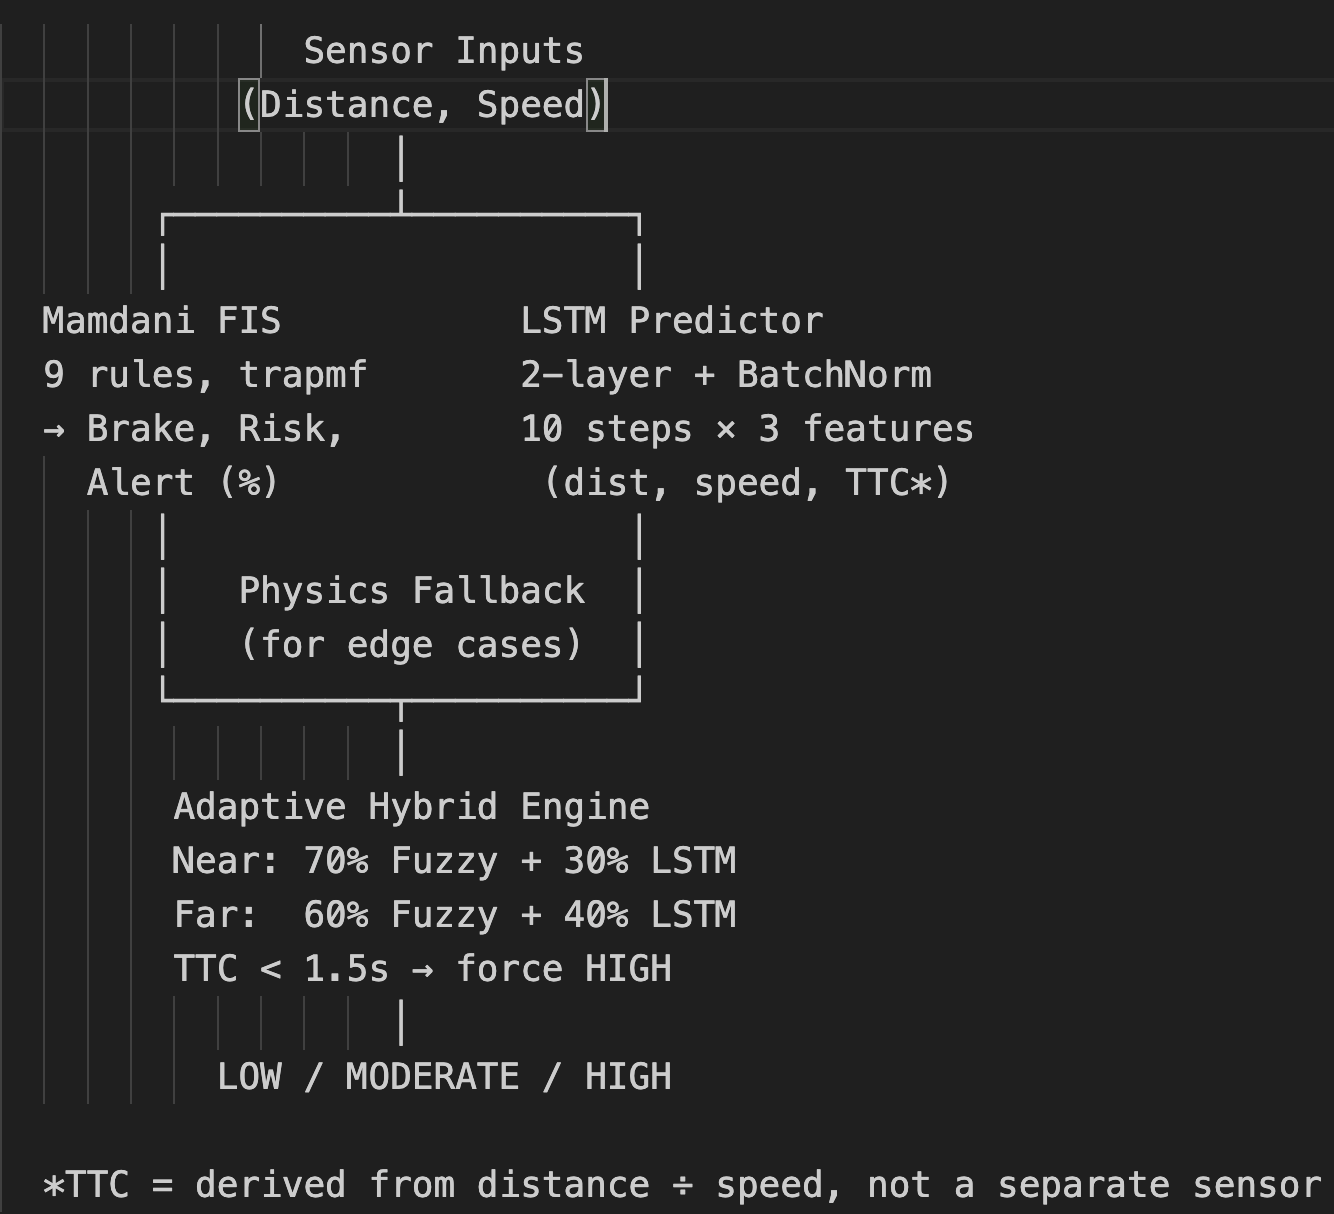 Sensor Inputs
(Distance, Speed)
Mamdani FIS
9 rules, trapmf
→ Brake, Risk,
Alert (%)
LSTM Predictor
2-layer + BatchNorm
10 steps × 3 features
(dist, speed, TTC*)
Physics Fallback
(for edge cases)
Adaptive Hybrid Engine
Near: 70% Fuzzy + 30% LSTM
Far:  60% Fuzzy + 40% LSTM
TTC < 1.5s → force HIGH
LOW / MODERATE / HIGH
*TTC = derived from distance ÷ speed, not a separate sensor